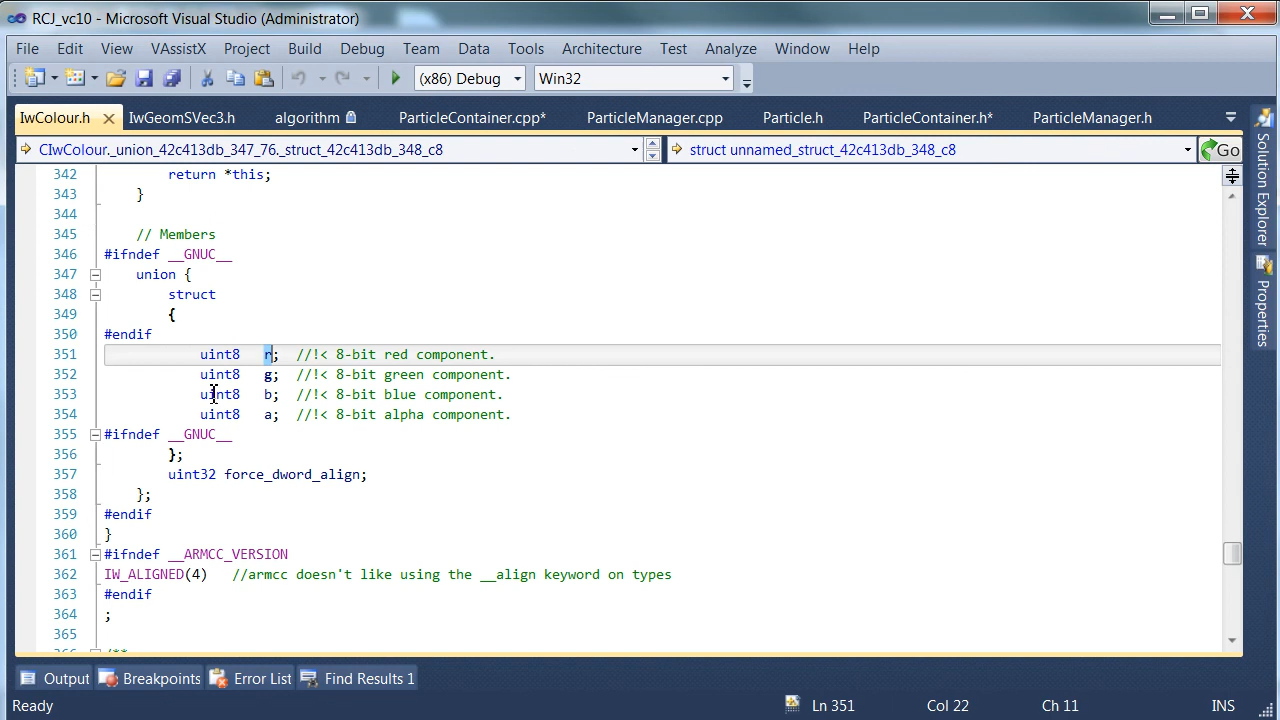 RCJ_vc10 - Microsoft Visual Studio (Administrator)
File Edit View VAssistX Project Build Debug Team Data Tools Architecture Test Analyze Window Help
(x86) Debug Win32
IwColour.h IwGeomSVec3.h algorithm ParticleContainer.cpp* ParticleManager.cpp Particle.h ParticleContainer.h* ParticleManager.h
CIwColour._union_42c413db_347_76._struct_42c413db_348_c8 struct unnamed_struct_42c413db_348_c8 Go
342 return *this;
343 }
344
345 // Members
346 #ifndef __GNUC__
347 union {
348 struct
349 {
350 #endif
351 uint8 r; //!< 8-bit red component.
352 uint8 g; //!< 8-bit green component.
353 uint8 b; //!< 8-bit blue component.
354 uint8 a; //!< 8-bit alpha component.
355 #ifndef __GNUC__
356 };
357 uint32 force_dword_align;
358 };
359 #endif
360 }
361 #ifndef __ARMCC_VERSION
362 IW_ALIGNED(4) //armcc doesn't like using the __align keyword on types
363 #endif
364 ;
365
366 /**
Solution Explorer
Properties
Output Breakpoints Error List Find Results 1
Ready Ln 351 Col 22 Ch 11 INS